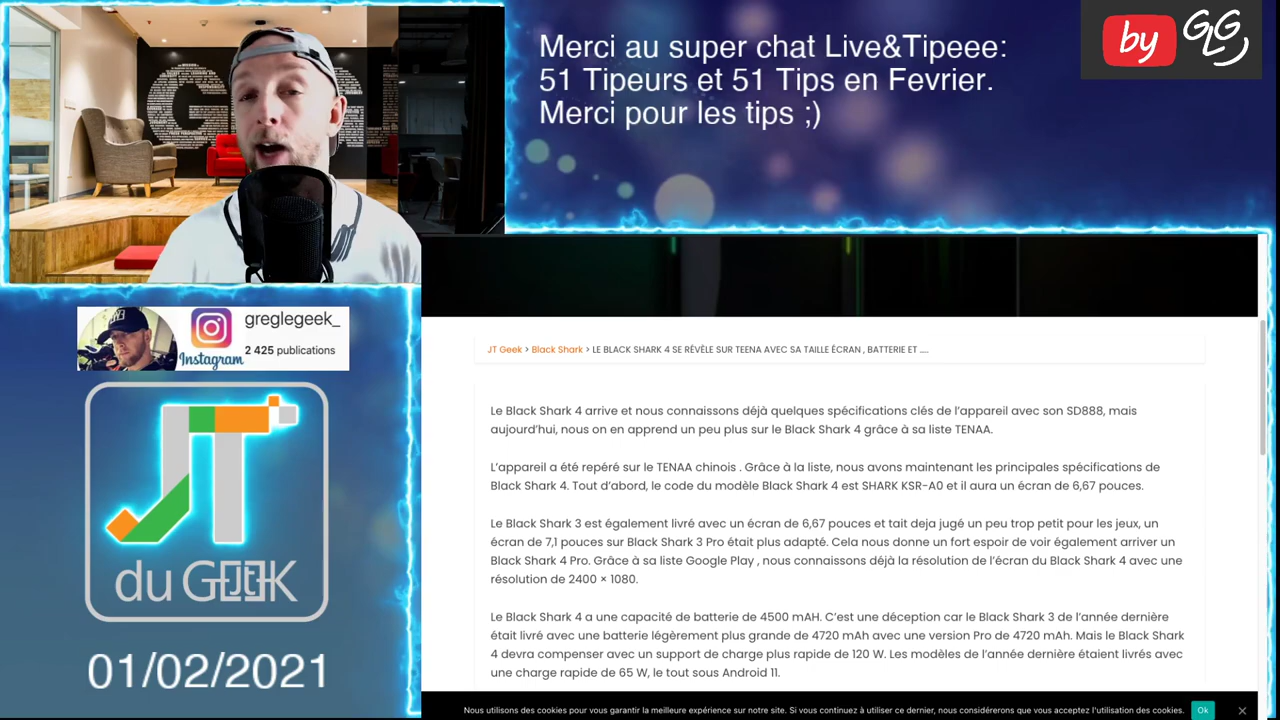 Merci au super chat Live&Tipeee:
51 Tipeurs et 51 Tips en Fevrier.
Merci pour les tips ;)
by GLG
greglegeek_
2 425 publications
Instagram
JT
du GEEK
01/02/2021
JT Geek > Black Shark > LE BLACK SHARK 4 SE RÉVÈLE SUR TEENA AVEC SA TAILLE ÉCRAN , BATTERIE ET .....
Le Black Shark 4 arrive et nous connaissons déjà quelques spécifications clés de l'appareil avec son SD888, mais
aujourd'hui, nous on en apprend un peu plus sur le Black Shark 4 grâce à sa liste TENAA.
L'appareil a été repéré sur le TENAA chinois . Grâce à la liste, nous avons maintenant les principales spécifications de
Black Shark 4. Tout d'abord, le code du modèle Black Shark 4 est SHARK KSR-A0 et il aura un écran de 6,67 pouces.
Le Black Shark 3 est également livré avec un écran de 6,67 pouces et tait deja jugé un peu trop petit pour les jeux, un
écran de 7,1 pouces sur Black Shark 3 Pro était plus adapté. Cela nous donne un fort espoir de voir également arriver un
Black Shark 4 Pro. Grâce à sa liste Google Play , nous connaissons déjà la résolution de l'écran du Black Shark 4 avec une
résolution de 2400 × 1080.
Le Black Shark 4 a une capacité de batterie de 4500 mAH. C'est une déception car le Black Shark 3 de l'année dernière
était livré avec une batterie légèrement plus grande de 4720 mAh avec une version Pro de 4720 mAh. Mais le Black Shark
4 devra compenser avec un support de charge plus rapide de 120 W. Les modèles de l'année dernière étaient livrés avec
une charge rapide de 65 W, le tout sous Android 11.
Nous utilisons des cookies pour vous garantir la meilleure expérience sur notre site. Si vous continuez à utiliser ce dernier, nous considérerons que vous acceptez l'utilisation des cookies. Ok